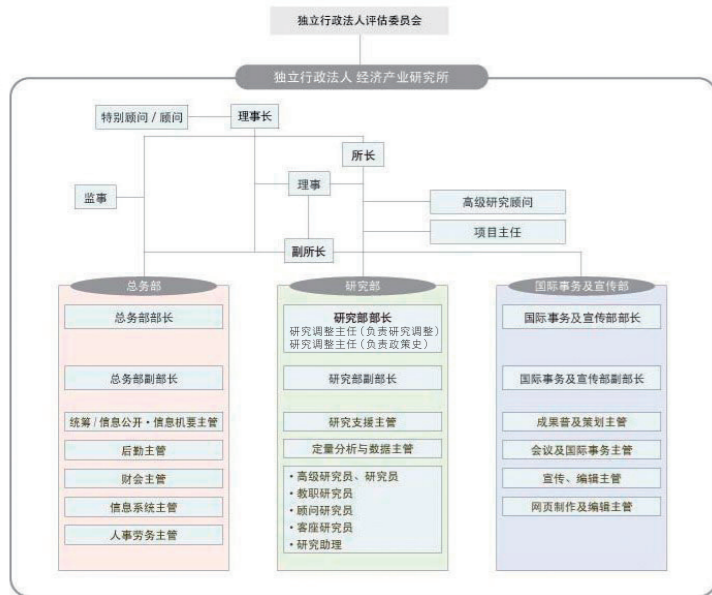 独立行政法人评估委员会
独立行政法人 经济产业研究所
特别顾问 / 顾问
理事长
所长
监事
理事
高级研究顾问
项目主任
副所长
总务部
总务部部长
总务部副部长
统筹 / 信息公开・信息机要主管
后勤主管
财会主管
信息系统主管
人事劳务主管
研究部
研究部部长
研究调整主任 (负责研究调整)
研究调整主任 (负责政策史)
研究部副部长
研究支援主管
定量分析与数据主管
・高级研究员、研究员
・教职研究员
・顾问研究员
・客座研究员
・研究助理
国际事务及宣传部
国际事务及宣传部部长
国际事务及宣传部副部长
成果普及策划主管
会议及国际事务主管
宣传、编辑主管
网页制作及编辑主管